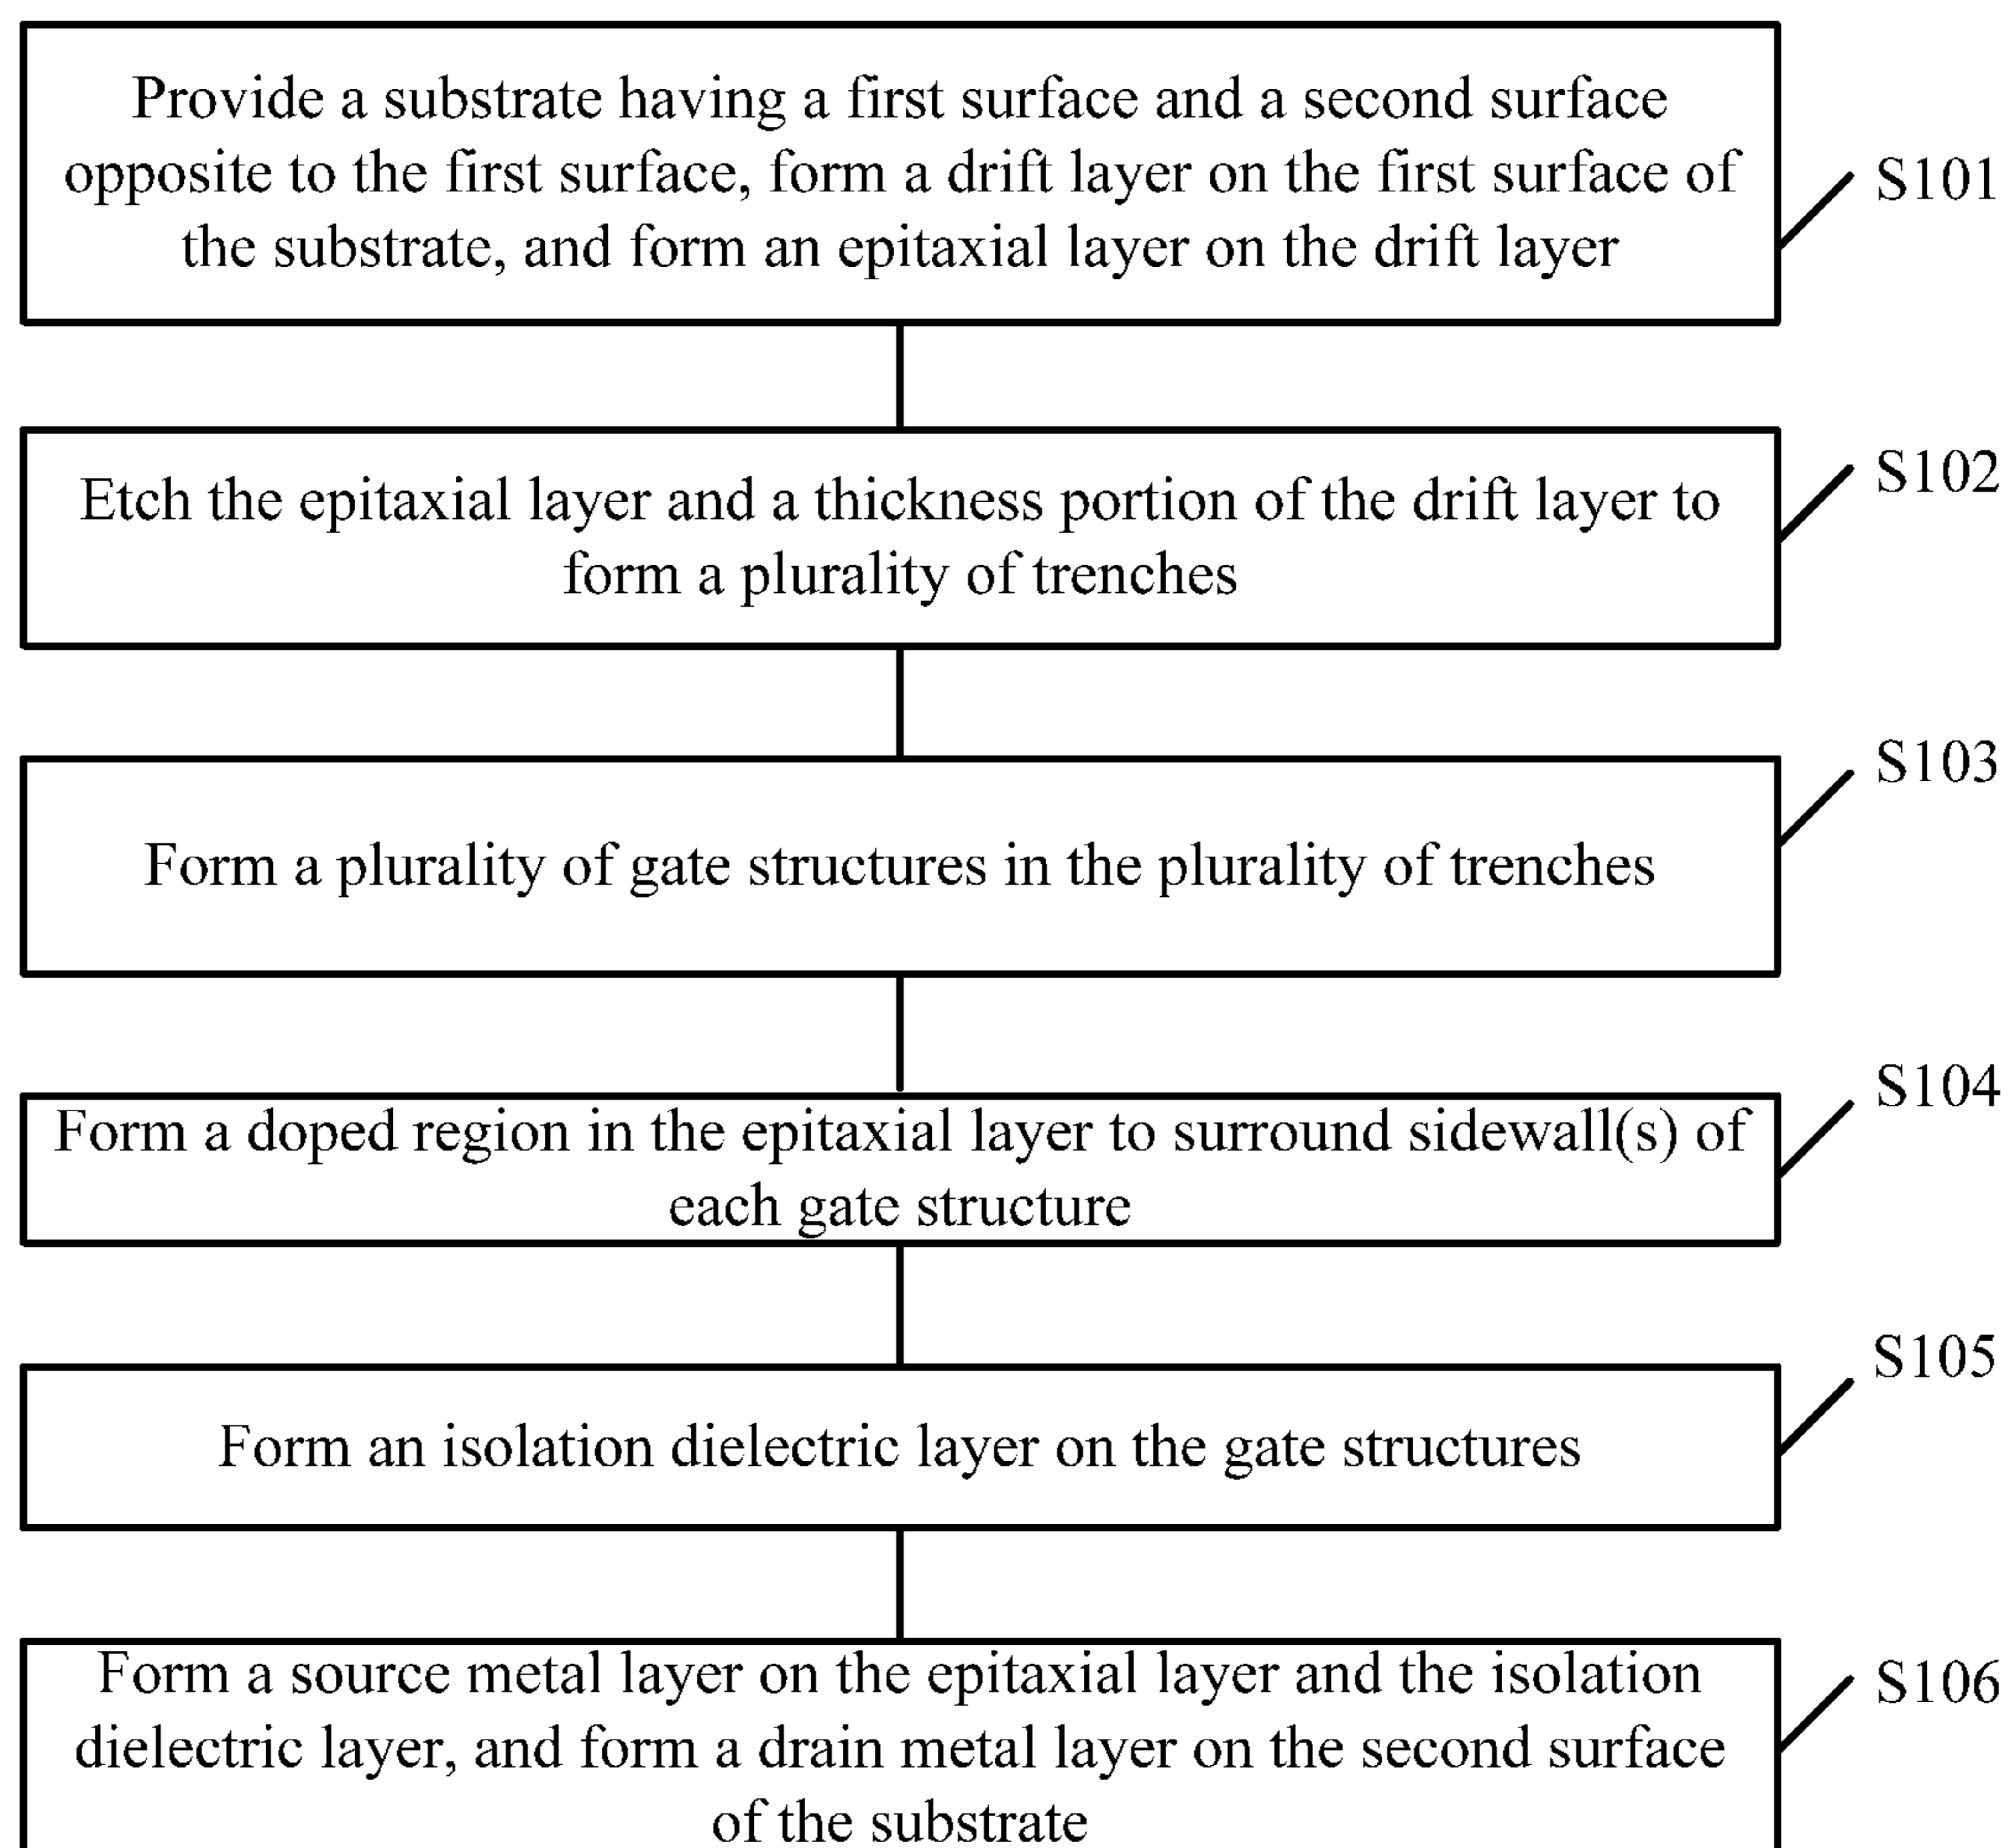 Provide a substrate having a first surface and a second surface
opposite to the first surface, form a drift layer on the first surface of
the substrate, and form an epitaxial layer on the drift layer
S101
Etch the epitaxial layer and a thickness portion of the drift layer to
form a plurality of trenches
S102
Form a plurality of gate structures in the plurality of trenches
S103
Form a doped region in the epitaxial layer to surround sidewall(s) of
each gate structure
S104
Form an isolation dielectric layer on the gate structures
S105
Form a source metal layer on the epitaxial layer and the isolation
dielectric layer, and form a drain metal layer on the second surface
of the substrate
S106